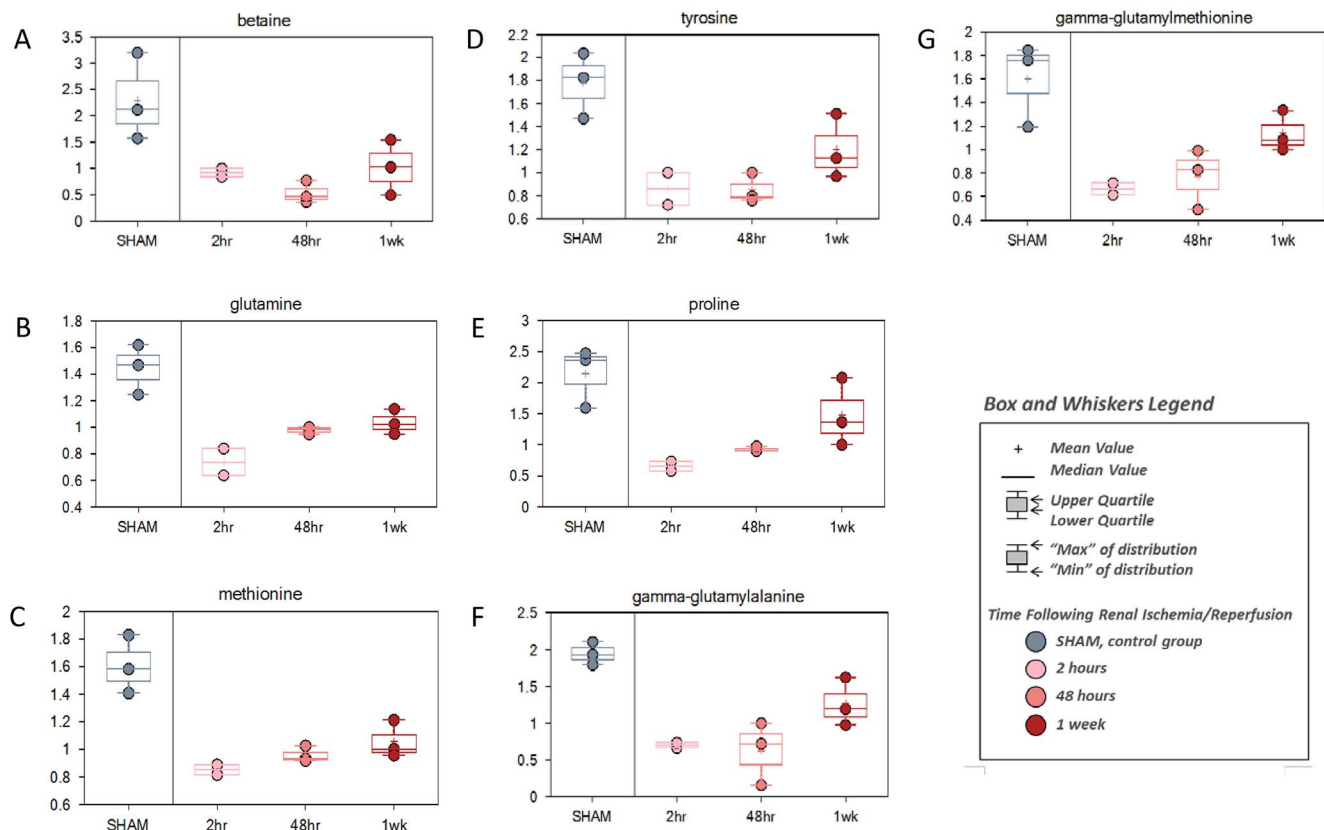 A
betaine
3.5
3
2.5
2
1.5
1
0.5
0
SHAM 2hr 48hr 1wk
D
tyrosine
2.2
2
1.8
1.6
1.4
1.2
1
0.8
0.6
SHAM 2hr 48hr 1wk
G
gamma-glutamylmethionine
2
1.8
1.6
1.4
1.2
1
0.8
0.6
0.4
SHAM 2hr 48hr 1wk
B
glutamine
1.8
1.6
1.4
1.2
1
0.8
0.6
0.4
SHAM 2hr 48hr 1wk
E
proline
3
2.5
2
1.5
1
0.5
0
SHAM 2hr 48hr 1wk
C
methionine
2
1.8
1.6
1.4
1.2
1
0.8
0.6
SHAM 2hr 48hr 1wk
F
gamma-glutamylalanine
2.5
2
1.5
1
0.5
0
SHAM 2hr 48hr 1wk
Box and Whiskers Legend
+ Mean Value
Median Value
Upper Quartile
Lower Quartile
“Max” of distribution
“Min” of distribution
Time Following Renal Ischemia/Reperfusion
SHAM, control group
2 hours
48 hours
1 week